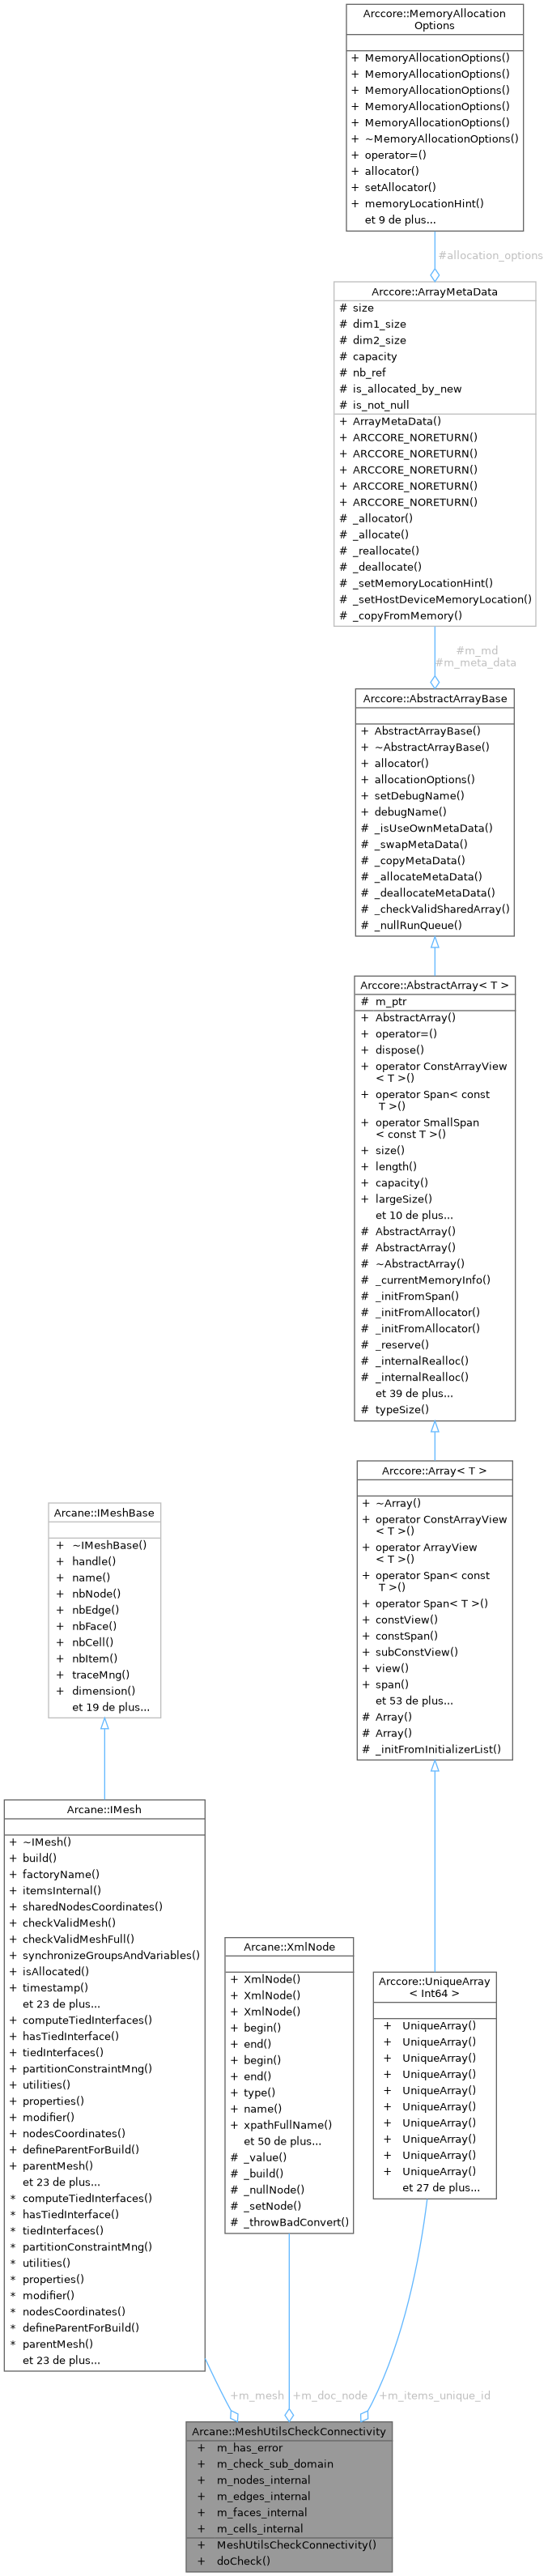 Arccore::MemoryAllocation
Options
+ MemoryAllocationOptions()
+ MemoryAllocationOptions()
+ MemoryAllocationOptions()
+ MemoryAllocationOptions()
+ MemoryAllocationOptions()
+ ~MemoryAllocationOptions()
+ operator=()
+ allocator()
+ setAllocator()
+ memoryLocationHint()
et 9 de plus...
#allocation_options
Arccore::ArrayMetaData
# size
# dim1_size
# dim2_size
# capacity
# nb_ref
# is_allocated_by_new
# is_not_null
+ ArrayMetaData()
+ ARCCORE_NORETURN()
+ ARCCORE_NORETURN()
+ ARCCORE_NORETURN()
+ ARCCORE_NORETURN()
+ ARCCORE_NORETURN()
# _allocator()
# _allocate()
# _reallocate()
# _deallocate()
# _setMemoryLocationHint()
# _setHostDeviceMemoryLocation()
# _copyFromMemory()
#m_md
#m_meta_data
Arccore::AbstractArrayBase
+ AbstractArrayBase()
+ ~AbstractArrayBase()
+ allocator()
+ allocationOptions()
+ setDebugName()
+ debugName()
# _isUseOwnMetaData()
# _swapMetaData()
# _copyMetaData()
# _allocateMetaData()
# _deallocateMetaData()
# _checkValidSharedArray()
# _nullRunQueue()
Arccore::AbstractArray< T >
# m_ptr
+ AbstractArray()
+ operator=()
+ dispose()
+ operator ConstArrayView
< T >()
+ operator Span< const
T >()
+ operator SmallSpan
< const T >()
+ size()
+ length()
+ capacity()
+ largeSize()
et 10 de plus...
# AbstractArray()
# AbstractArray()
# ~AbstractArray()
# _currentMemoryInfo()
# _initFromSpan()
# _initFromAllocator()
# _initFromAllocator()
# _reserve()
# _internalRealloc()
# _internalRealloc()
et 39 de plus...
# typeSize()
Arccore::Array< T >
+ ~Array()
+ operator ConstArrayView
< T >()
+ operator ArrayView
< T >()
+ operator Span< const
T >()
+ operator Span< T >()
+ constView()
+ constSpan()
+ subConstView()
+ view()
+ span()
et 53 de plus...
# Array()
# Array()
# _initFromInitializerList()
Arcane::IMeshBase
+ ~IMeshBase()
+ handle()
+ name()
+ nbNode()
+ nbEdge()
+ nbFace()
+ nbCell()
+ nbItem()
+ traceMng()
+ dimension()
et 19 de plus...
Arcane::IMesh
+ ~IMesh()
+ build()
+ factoryName()
+ itemsInternal()
+ sharedNodesCoordinates()
+ checkValidMesh()
+ checkValidMeshFull()
+ synchronizeGroupsAndVariables()
+ isAllocated()
+ timestamp()
et 23 de plus...
+ computeTiedInterfaces()
+ hasTiedInterface()
+ tiedInterfaces()
+ partitionConstraintMng()
+ utilities()
+ properties()
+ modifier()
+ nodesCoordinates()
+ defineParentForBuild()
+ parentMesh()
et 23 de plus...
* computeTiedInterfaces()
* hasTiedInterface()
* tiedInterfaces()
* partitionConstraintMng()
* utilities()
* properties()
* modifier()
* nodesCoordinates()
* defineParentForBuild()
* parentMesh()
et 23 de plus...
Arcane::XmlNode
+ XmlNode()
+ XmlNode()
+ XmlNode()
+ begin()
+ end()
+ begin()
+ end()
+ type()
+ name()
+ xpathFullName()
et 50 de plus...
# _value()
# _build()
# _nullNode()
# _setNode()
# _throwBadConvert()
Arccore::UniqueArray
< Int64 >
+ UniqueArray()
+ UniqueArray()
+ UniqueArray()
+ UniqueArray()
+ UniqueArray()
+ UniqueArray()
+ UniqueArray()
+ UniqueArray()
+ UniqueArray()
+ UniqueArray()
et 27 de plus...
+m_mesh
+m_doc_node
+m_items_unique_id
Arcane::MeshUtilsCheckConnectivity
+ m_has_error
+ m_check_sub_domain
+ m_nodes_internal
+ m_edges_internal
+ m_faces_internal
+ m_cells_internal
+ MeshUtilsCheckConnectivity()
+ doCheck()